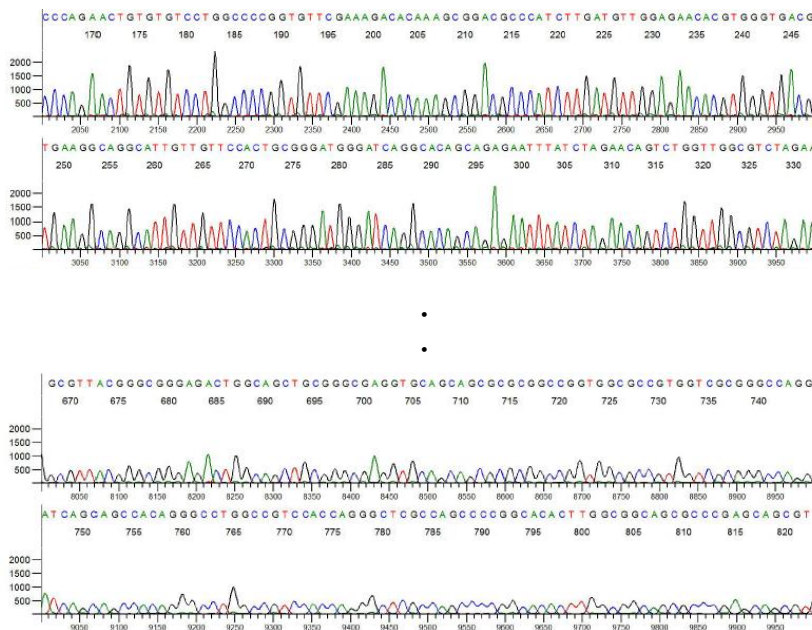 CCCAGAACTGTGTGTCCTGGCCCCGGTGTTCGAAAGACACAAAGCGGACGCCCATCTTGATGTTGGAGAACACGTGGGTGACG
170 175 180 185 190 195 200 205 210 215 220 225 230 235 240 245
2000
1500
1000
500
2050 2100 2150 2200 2250 2300 2350 2400 2450 2500 2550 2600 2650 2700 2750 2800 2850 2900 2950
TGAAGGCAGGCATTGTTGTTCCACTGCGGGATGGGATCAGGCACAGCAGAGAATTTATCTAGAACAGTCTGGTTGGCGTCTAGAA
250 255 260 265 270 275 280 285 290 295 300 305 310 315 320 325 330
2000
1500
1000
500
3050 3100 3150 3200 3250 3300 3350 3400 3450 3500 3550 3600 3650 3700 3750 3800 3850 3900 3950
GCGTTACGGGCGGGAGACTGGCAGCTGCGGGCGAGGTGCAGCAGCGCGCGGCCGGTGGCGCCGTGGTCGCGGGCCAGG
670 675 680 685 690 695 700 705 710 715 720 725 730 735 740
2000
1500
1000
500
8050 8100 8150 8200 8250 8300 8350 8400 8450 8500 8550 8600 8650 8700 8750 8800 8850 8900 8950
ATCAGCAGCCACAGGGCCTGGCCGTCCACCAGGGCTCGCCAGCCCCGGCACACTTGGCGGCAGCGCCCGAGCAGCGT
750 755 760 765 770 775 780 785 790 795 800 805 810 815 820
2000
1500
1000
500
9050 9100 9150 9200 9250 9300 9350 9400 9450 9500 9550 9600 9650 9700 9750 9800 9850 9900 9950